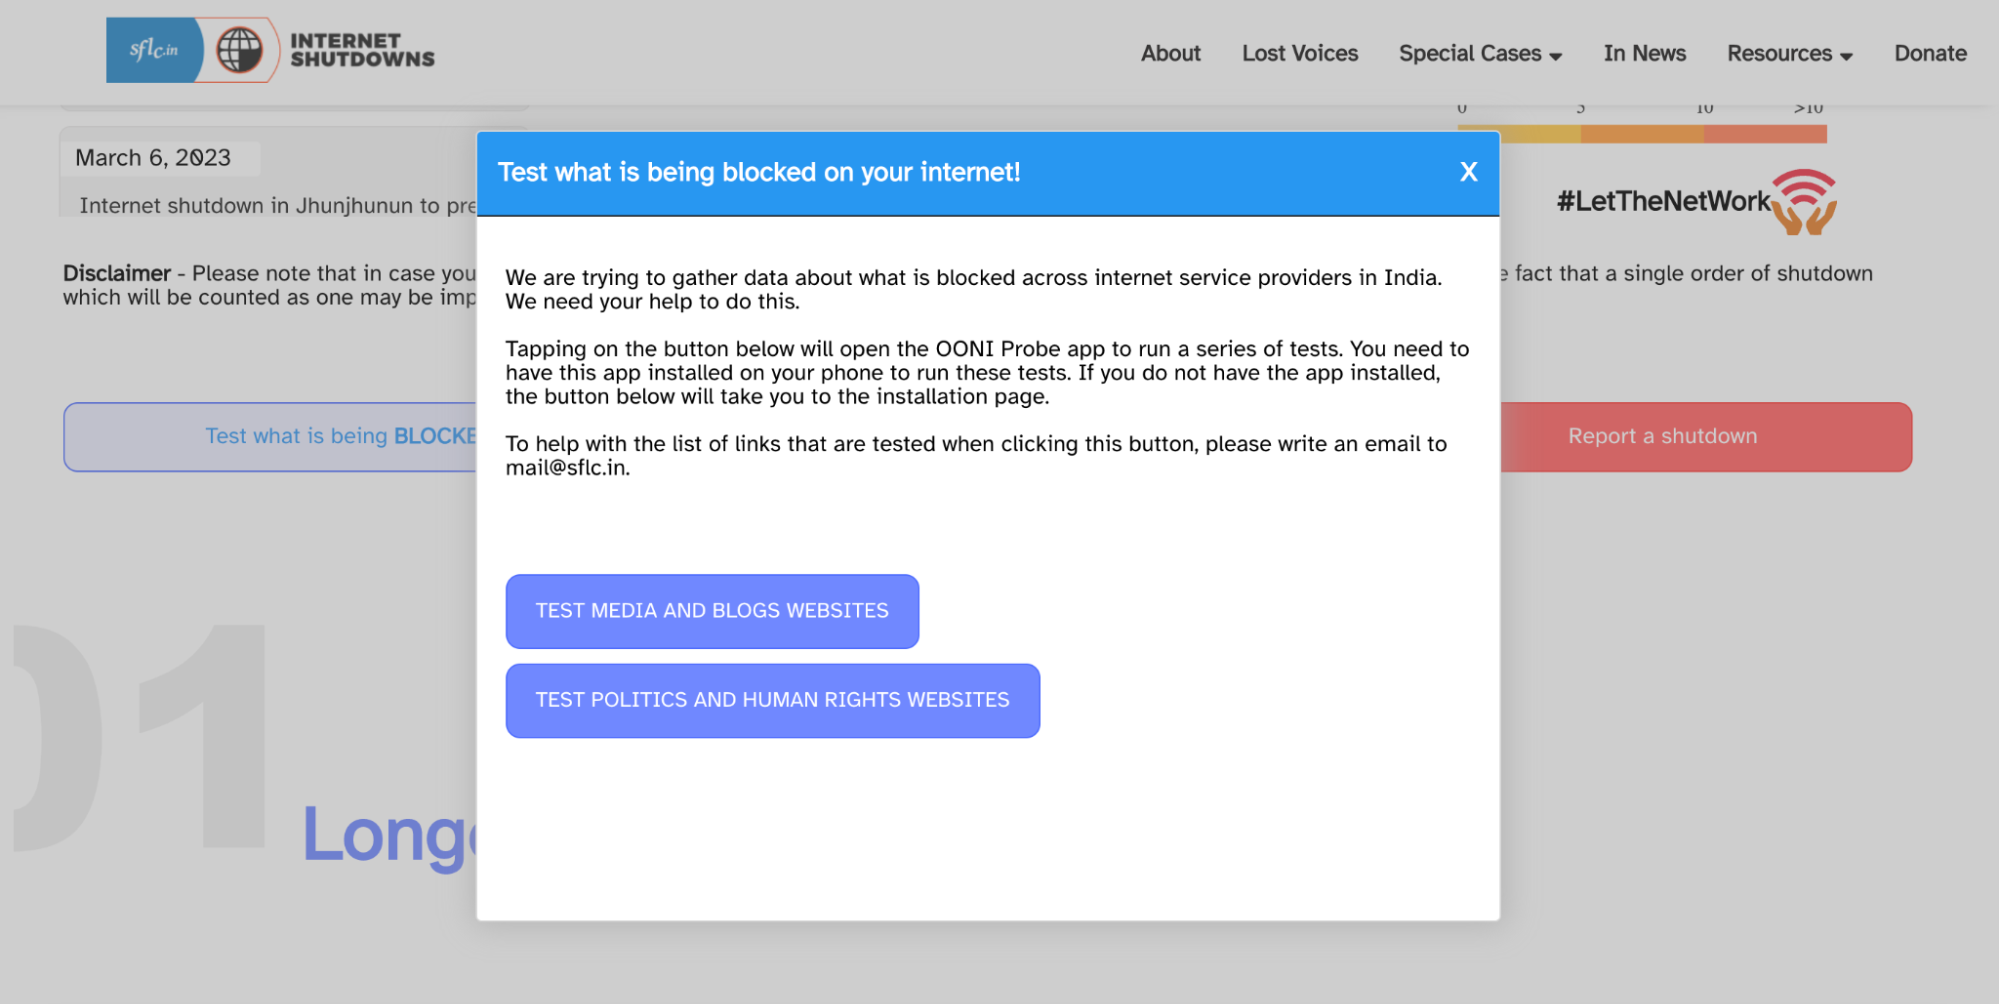 sflc.in
INTERNET
SHUTDOWNS
About
Lost Voices
Special Cases
In News
Resources
Donate
0 5 10 >10
March 6, 2023
Internet shutdown in Jhunjhunun to pre
#LetTheNetWork
Disclaimer - Please note that in case you
which will be counted as one may be imp
e fact that a single order of shutdown
Test what is being BLOCKE
Report a shutdown
01
Long
Test what is being blocked on your internet!
X
We are trying to gather data about what is blocked across internet service providers in India.
We need your help to do this.
Tapping on the button below will open the OONI Probe app to run a series of tests. You need to
have this app installed on your phone to run these tests. If you do not have the app installed,
the button below will take you to the installation page.
To help with the list of links that are tested when clicking this button, please write an email to
mail@sflc.in.
TEST MEDIA AND BLOGS WEBSITES
TEST POLITICS AND HUMAN RIGHTS WEBSITES